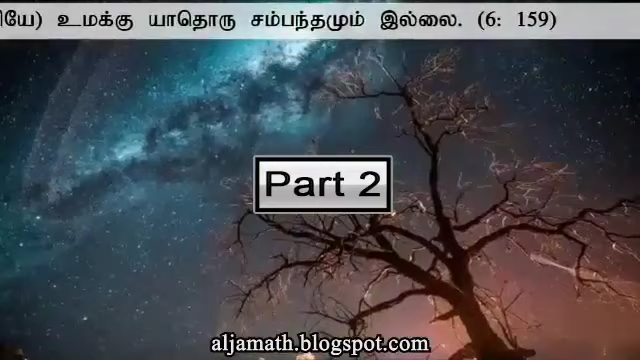 யே) உமக்கு யாதொரு சம்பந்தமும் இல்லை. (6: 159)
Part 2
aljamath.blogspot.com